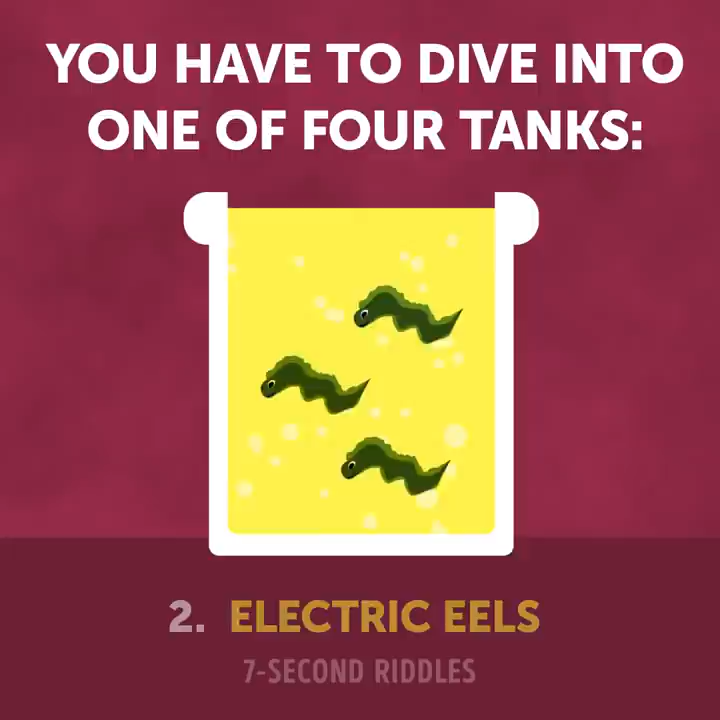 YOU HAVE TO DIVE INTO
ONE OF FOUR TANKS:
2. ELECTRIC EELS
7-SECOND RIDDLES